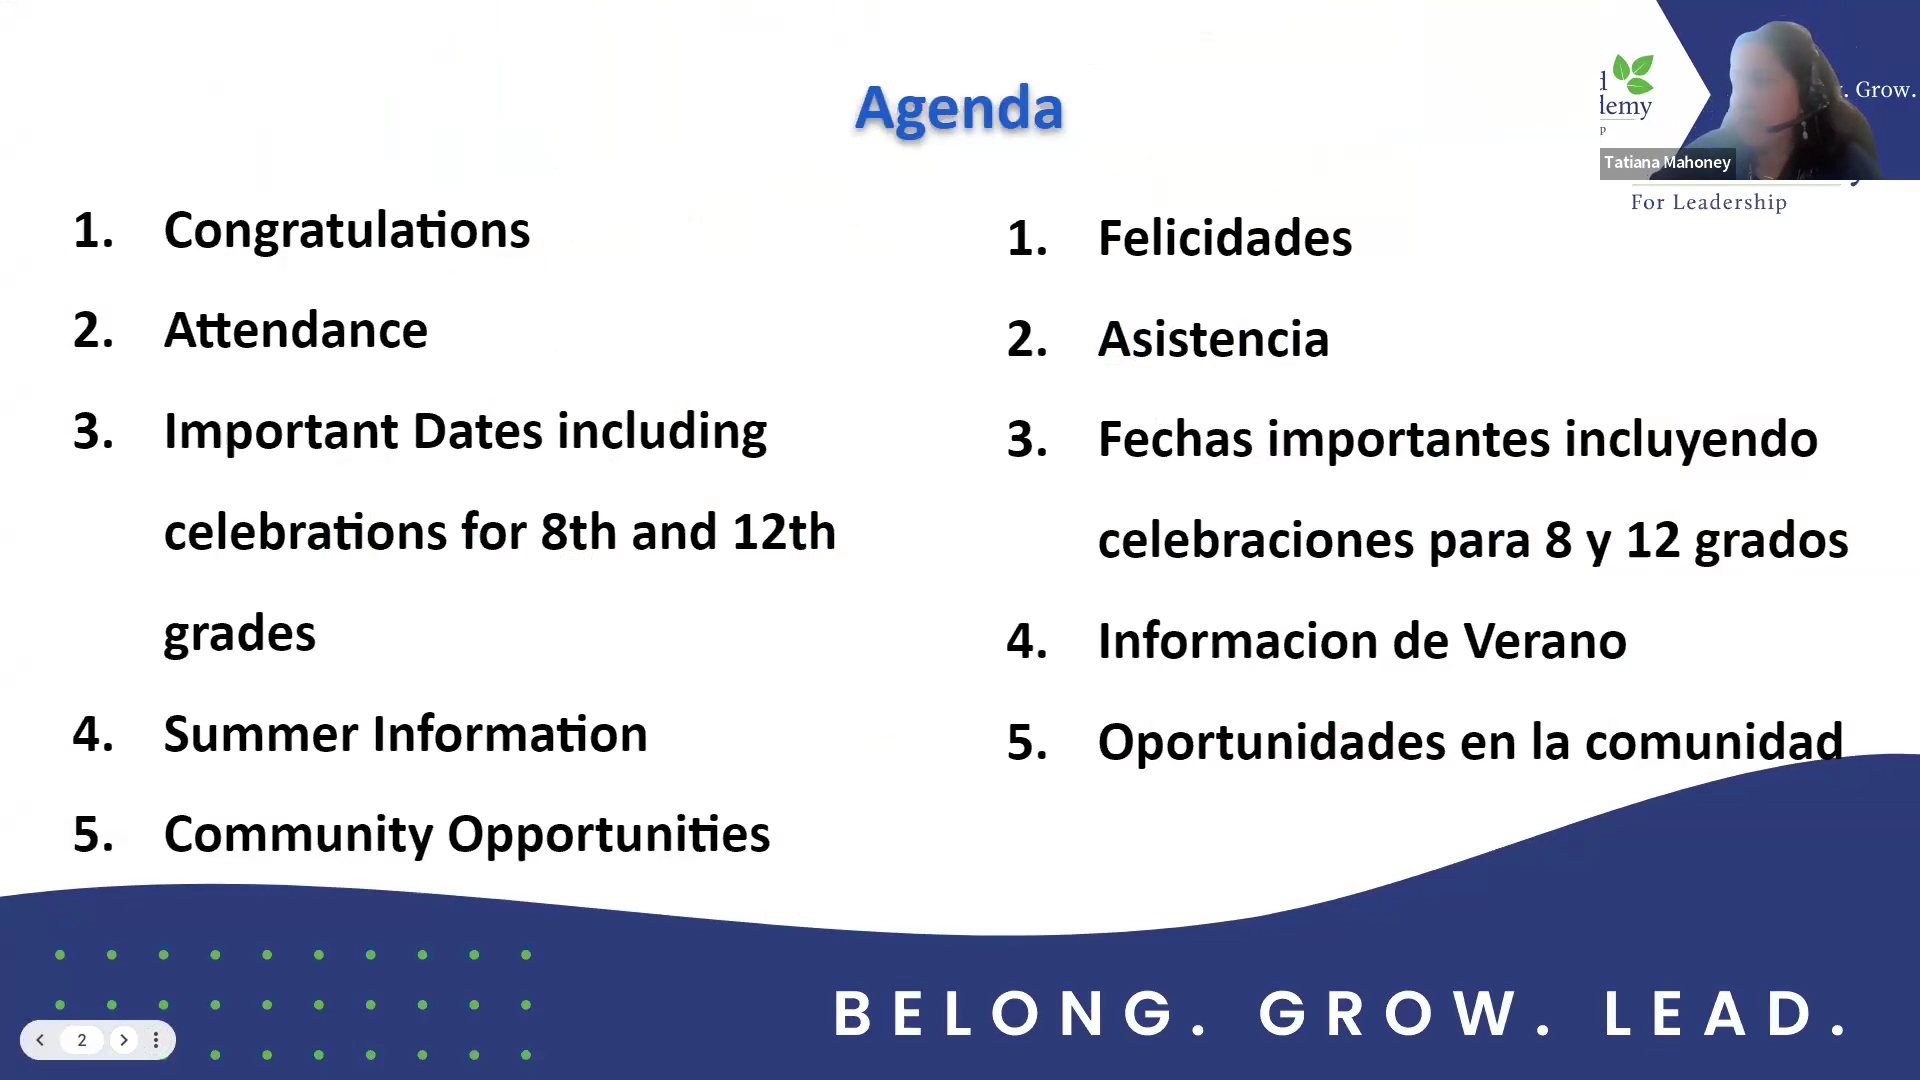 Agenda
1. Congratulations
2. Attendance
3. Important Dates including
celebrations for 8th and 12th
grades
4. Summer Information
5. Community Opportunities
1. Felicidades
2. Asistencia
3. Fechas importantes incluyendo
celebraciones para 8 y 12 grados
4. Informacion de Verano
5. Oportunidades en la comunidad
. Grow.
Tatiana Mahoney
For Leadership
BELONG. GROW. LEAD.
2